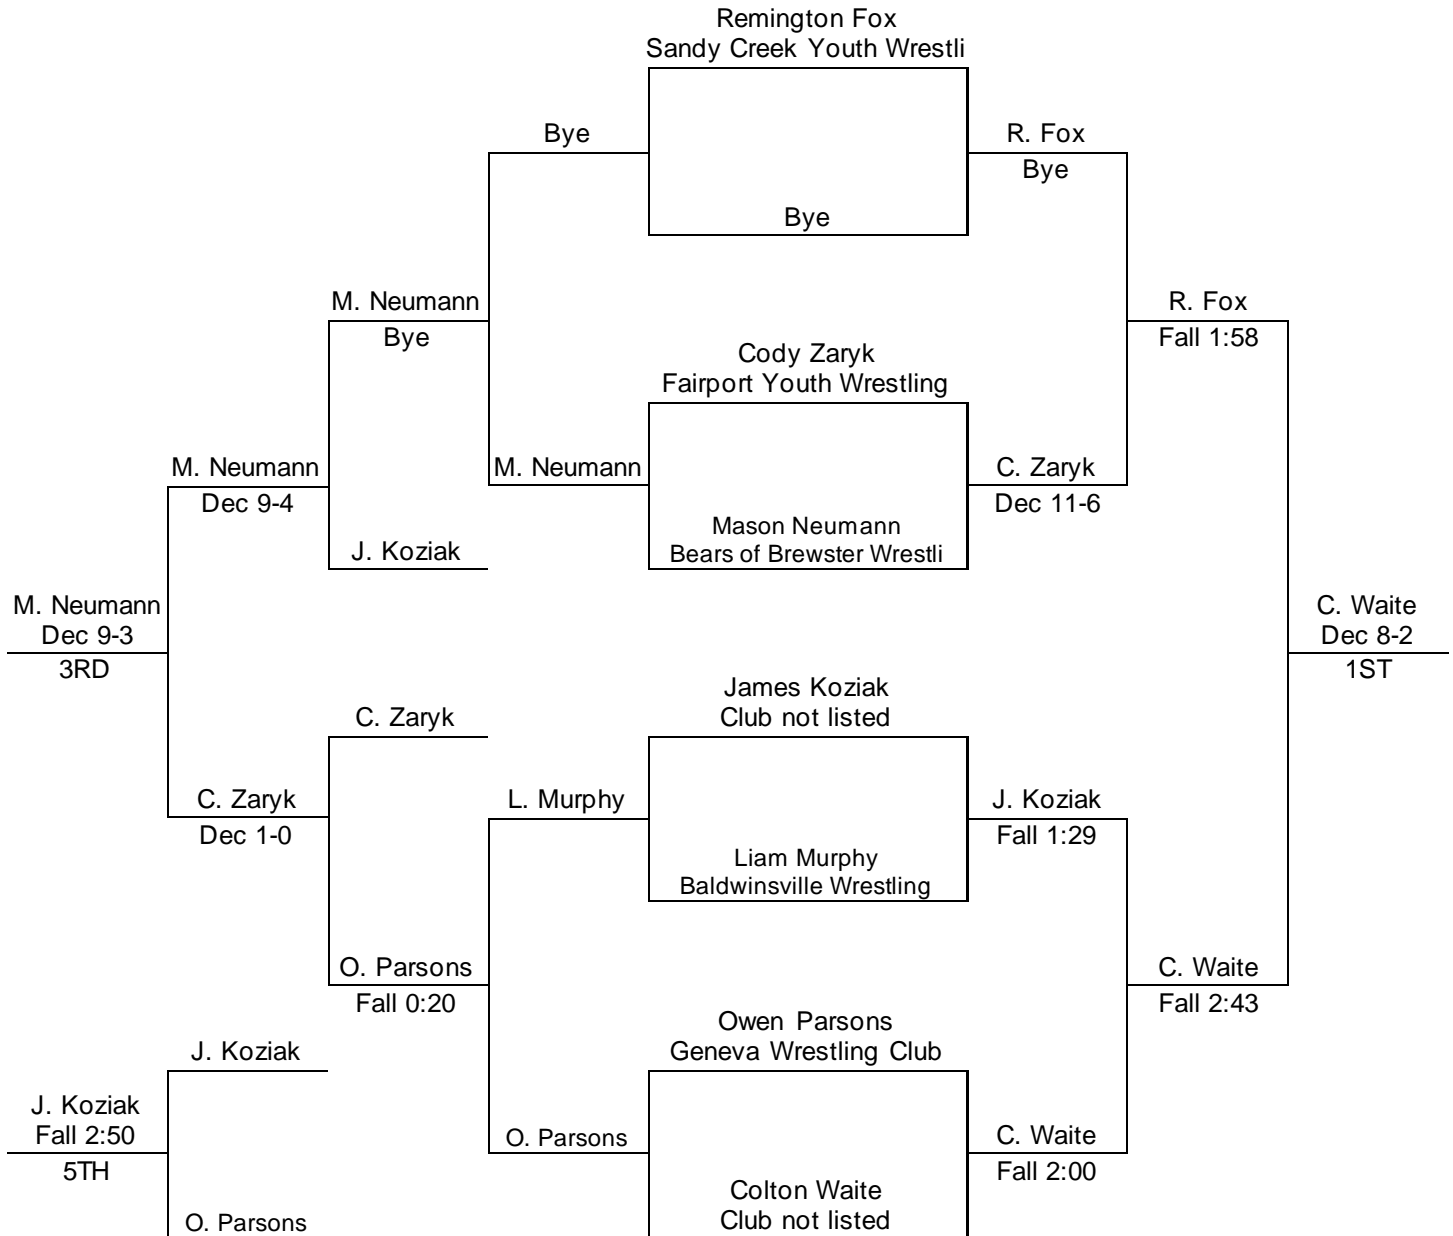 Remington Fox
Sandy Creek Youth Wrestli
Bye
R. Fox
Bye
Bye
M. Neumann
Bye
R. Fox
Fall 1:58
Cody Zaryk
Fairport Youth Wrestling
M. Neumann
Dec 9-4
M. Neumann
C. Zaryk
Dec 11-6
Mason Neumann
Bears of Brewster Wrestli
J. Koziak
M. Neumann
Dec 9-3
3RD
C. Waite
Dec 8-2
1ST
James Koziak
Club not listed
C. Zaryk
C. Zaryk
Dec 1-0
L. Murphy
J. Koziak
Fall 1:29
Liam Murphy
Baldwinsville Wrestling
O. Parsons
Fall 0:20
C. Waite
Fall 2:43
Owen Parsons
Geneva Wrestling Club
J. Koziak
J. Koziak
Fall 2:50
5TH
O. Parsons
C. Waite
Fall 2:00
Colton Waite
Club not listed
O. Parsons